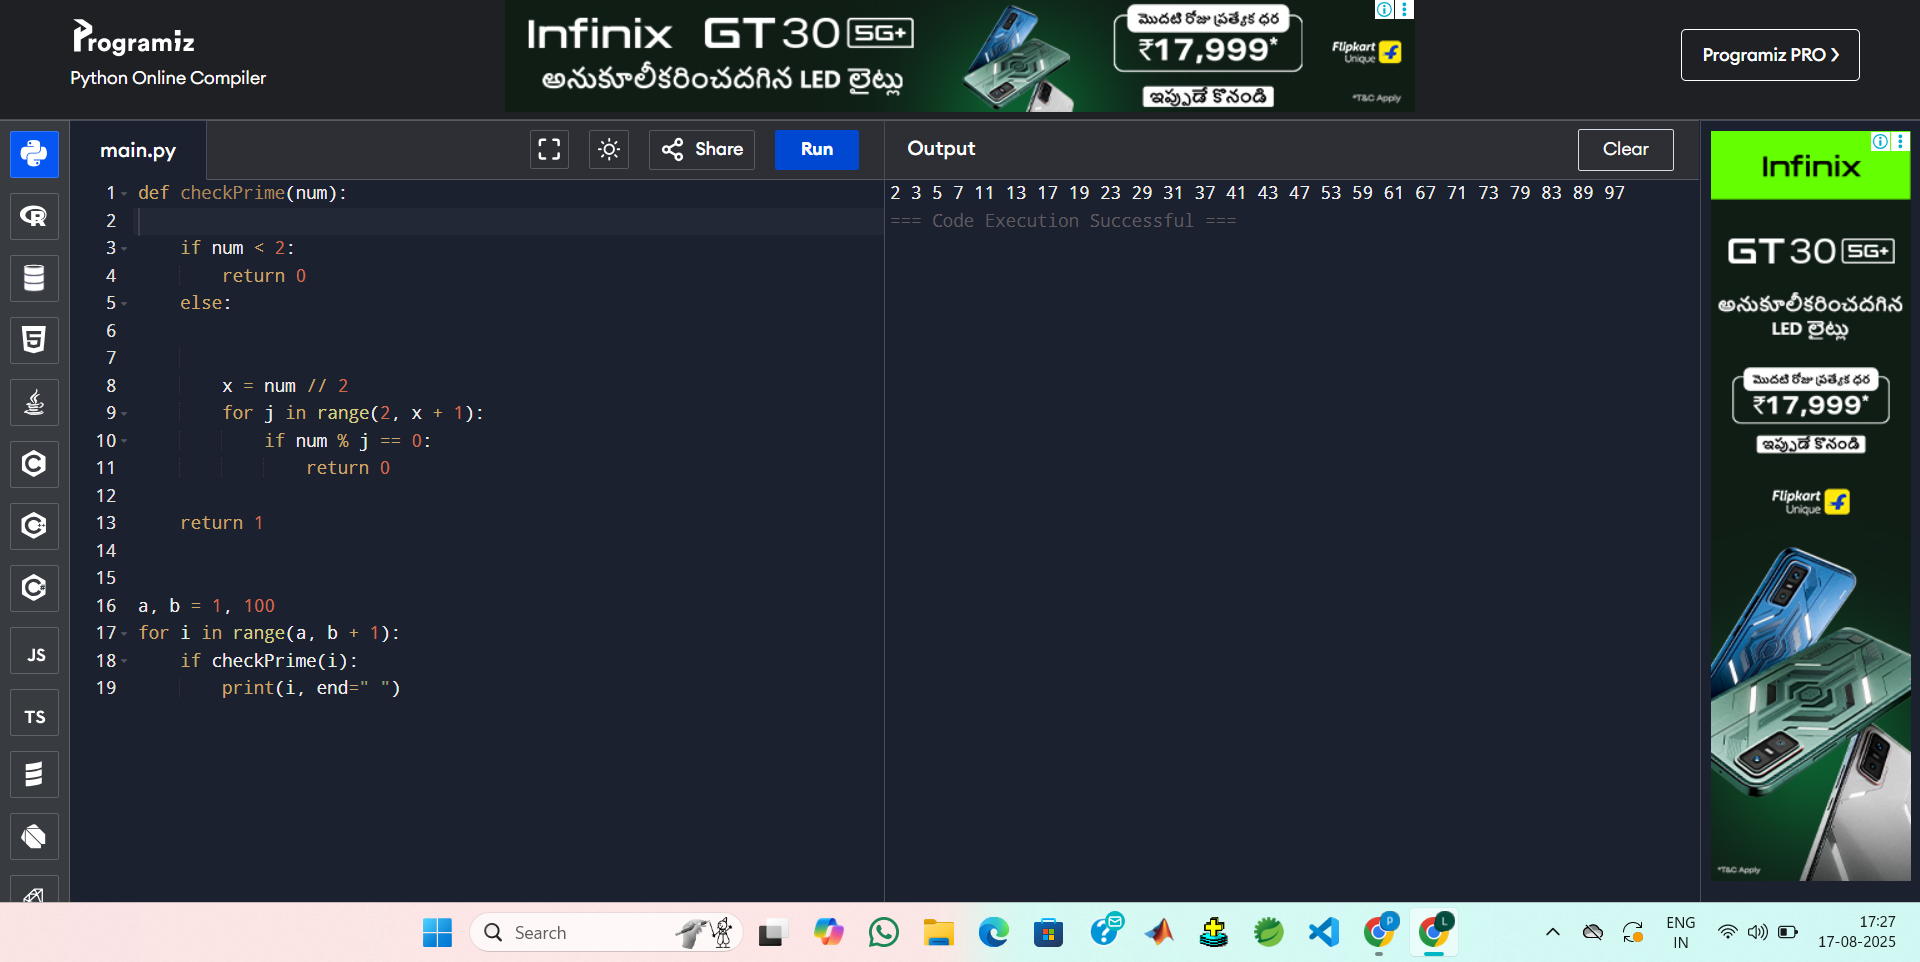 Programiz
Python Online Compiler
Infinix GT 30 5G+
అనుకూలీకరించదగిన LED లైట్లు
మొదటి రోజు ప్రత్యేక ధర
₹17,999*
ఇప్పుడే కొనండి
Flipkart
Unique
*T&C Apply
Programiz PRO ❯
main.py
Share
Run
Output
Clear
1 def checkPrime(num):
2
3     if num < 2:
4         return 0
5     else:
6
7
8         x = num // 2
9         for j in range(2, x + 1):
10             if num % j == 0:
11                 return 0
12
13     return 1
14
15
16 a, b = 1, 100
17 for i in range(a, b + 1):
18     if checkPrime(i):
19         print(i, end=" ")
2 3 5 7 11 13 17 19 23 29 31 37 41 43 47 53 59 61 67 71 73 79 83 89 97
=== Code Execution Successful ===
JS
TS
Infinix
GT 30 5G+
అనుకూలీకరించదగిన
LED లైట్లు
మొదటి రోజు ప్రత్యేక ధర
₹17,999*
ఇప్పుడే కొనండి
Flipkart
Unique
*T&C Apply
Search
P
L
ENG
IN
17:27
17-08-2025